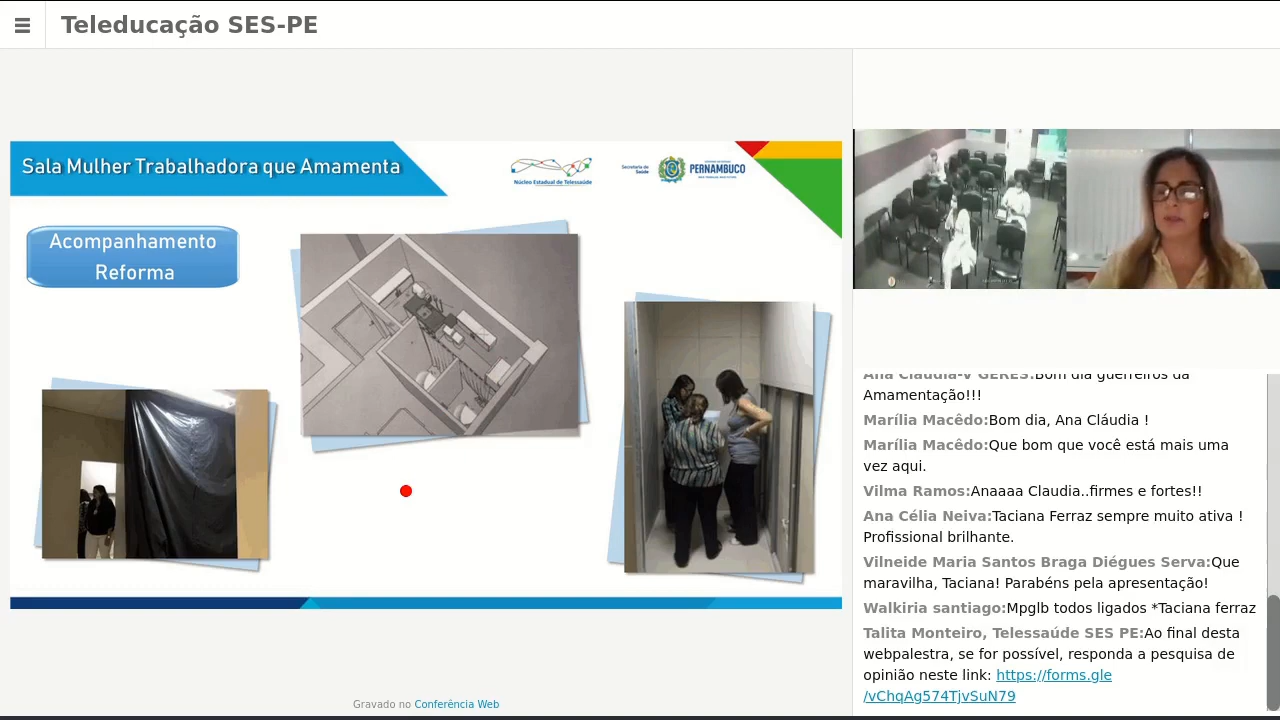 Teleducação SES-PE
Sala Mulher Trabalhadora que Amamenta
Núcleo Estadual de Telessaúde
Secretaria de
Saúde
PERNAMBUCO
Acompanhamento
Reforma
Gravado no Conferência Web
Ana Cláudia-V GERES:Bom dia guerreiros da
Amamentação!!!
Marília Macêdo:Bom dia, Ana Cláudia !
Marília Macêdo:Que bom que você está mais uma
vez aqui.
Vilma Ramos:Anaaaa Claudia..firmes e fortes!!
Ana Célia Neiva:Taciana Ferraz sempre muito ativa !
Profissional brilhante.
Vilneide Maria Santos Braga Diégues Serva:Que
maravilha, Taciana! Parabéns pela apresentação!
Walkiria santiago:Mpglb todos ligados *Taciana ferraz
Talita Monteiro, Telessaúde SES PE:Ao final desta
webpalestra, se for possível, responda a pesquisa de
opinião neste link: https://forms.gle
/vChqAg574TjvSuN79